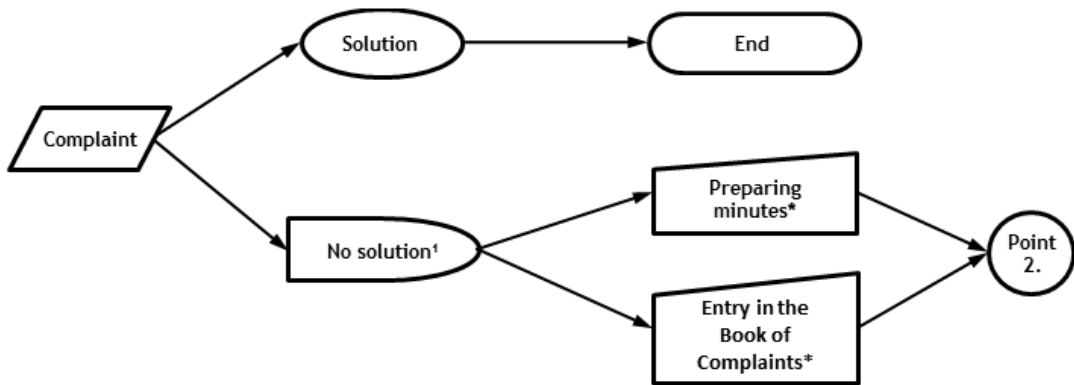 Solution
End
Complaint
Preparing
minutes*
No solution¹
Point
2.
Entry in the
Book of
Complaints*